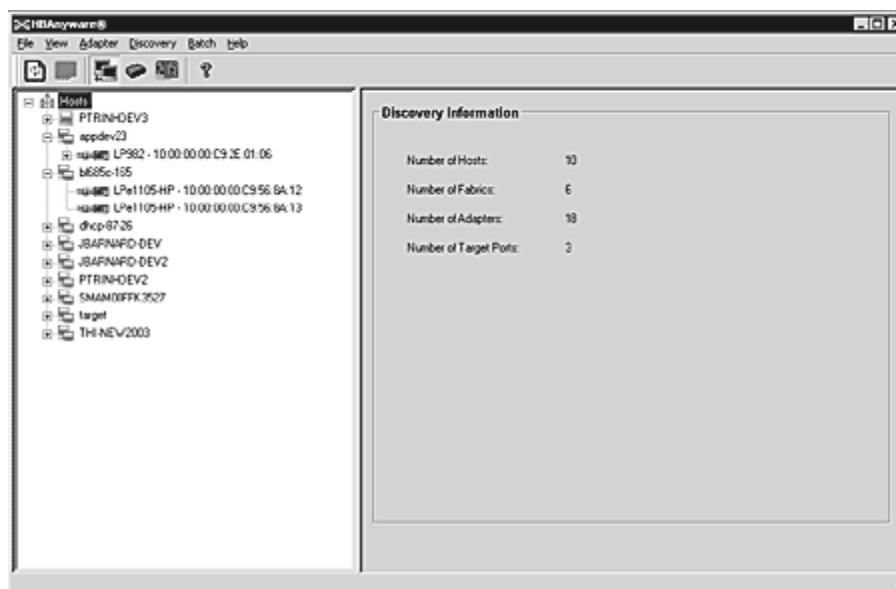 HBAnyware®
File View Adapter Discovery Batch Help
Hosts
PTRINHDEV3
appdev23
LP982 - 10:00:00:00:C9:2E:01:06
bl685c-165
LPe1105-HP - 10:00:00:00:C9:56:8A:12
LPe1105-HP - 10:00:00:00:C9:56:8A:13
dhcp-87-26
JBARNARD-DEV
JBARNARD-DEV2
PTRINHDEV2
target
THI-NEW2003
Discovery Information
Number of Hosts: 10
Number of Fabrics: 6
Number of Adapters: 18
Number of Target Ports: 3